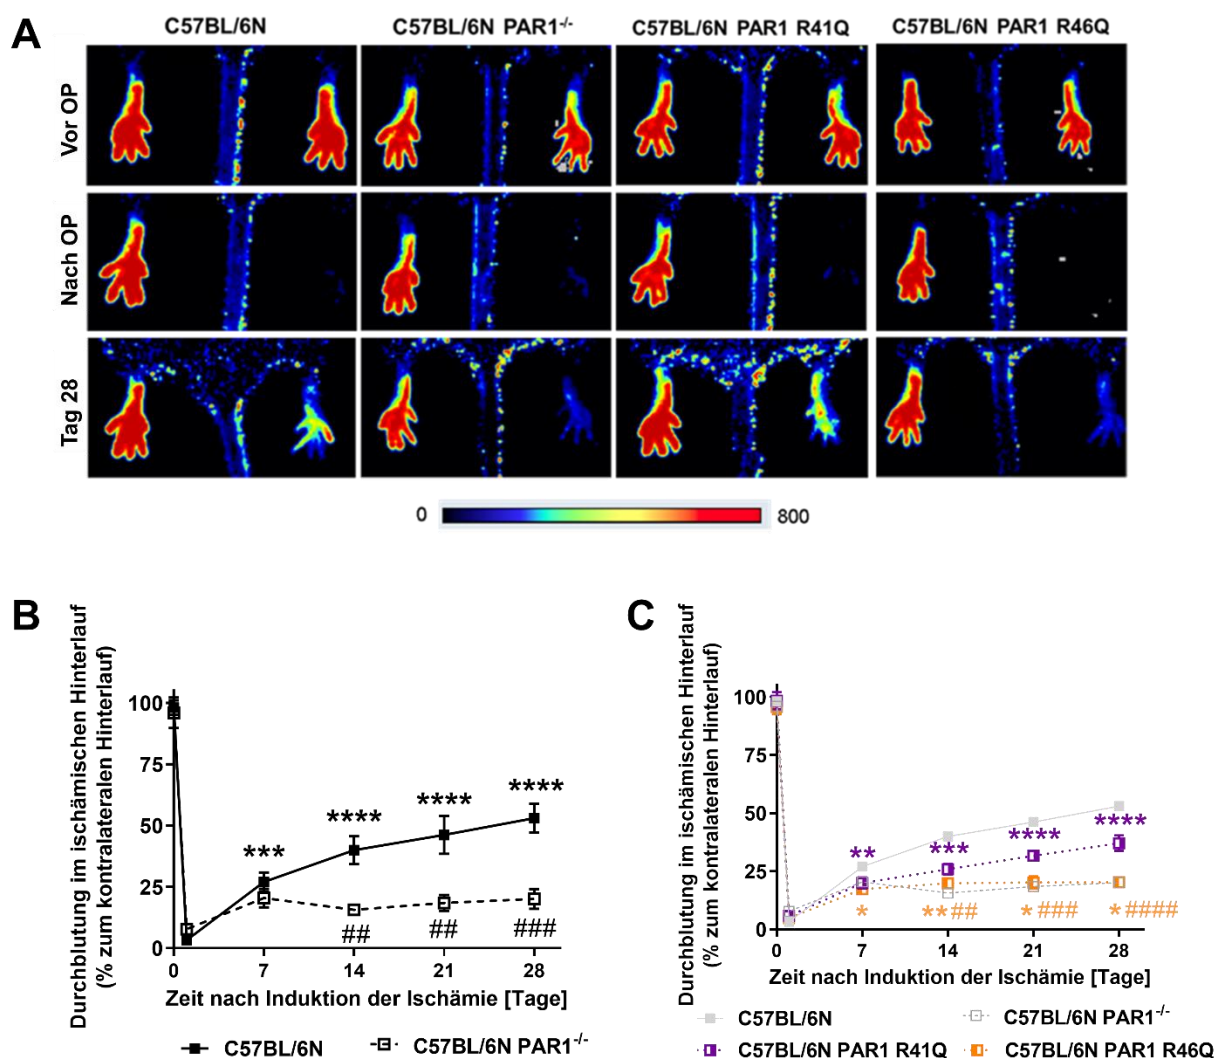 A
C57BL/6N
C57BL/6N PAR1-/-
C57BL/6N PAR1 R41Q
C57BL/6N PAR1 R46Q
Vor OP
Nach OP
Tag 28
0
800
B
Durchblutung im ischämischen Hinterlauf
(% zum kontralateralen Hinterlauf)
100
75
50
25
0
***
****
****
****
##
##
###
0
7
14
21
28
Zeit nach Induktion der Ischämie [Tage]
C57BL/6N
C57BL/6N PAR1-/-
C
Durchblutung im ischämischen Hinterlauf
(% zum kontralateralen Hinterlauf)
100
75
50
25
0
**
***
****
****
*
**##
*###
*####
0
7
14
21
28
Zeit nach Induktion der Ischämie [Tage]
C57BL/6N
C57BL/6N PAR1-/-
C57BL/6N PAR1 R41Q
C57BL/6N PAR1 R46Q